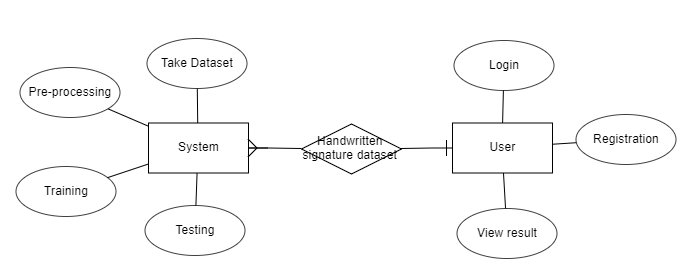 Take Dataset
Login
Pre-processing
Registration
System
Handwritten
signature dataset
User
Training
Testing
View result